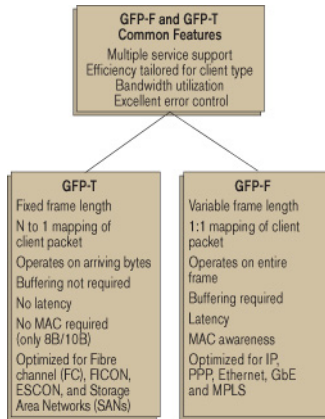 GFP-F and GFP-T
Common Features
Multiple service support
Efficiency tailored for client type
Bandwidth utilization
Excellent error control
GFP-T
Fixed frame length
N to 1 mapping of
client packet
Operates on arriving bytes
Buffering not required
No latency
No MAC required
(only 8B/10B)
Optimized for Fibre
channel (FC), FICON,
ESCON, and Storage
Area Networks (SANs)
GFP-F
Variable frame length
1:1 mapping of client
packet
Operates on entire
frame
Buffering required
Latency
MAC awareness
Optimized for IP,
PPP, Ethernet, GbE
and MPLS